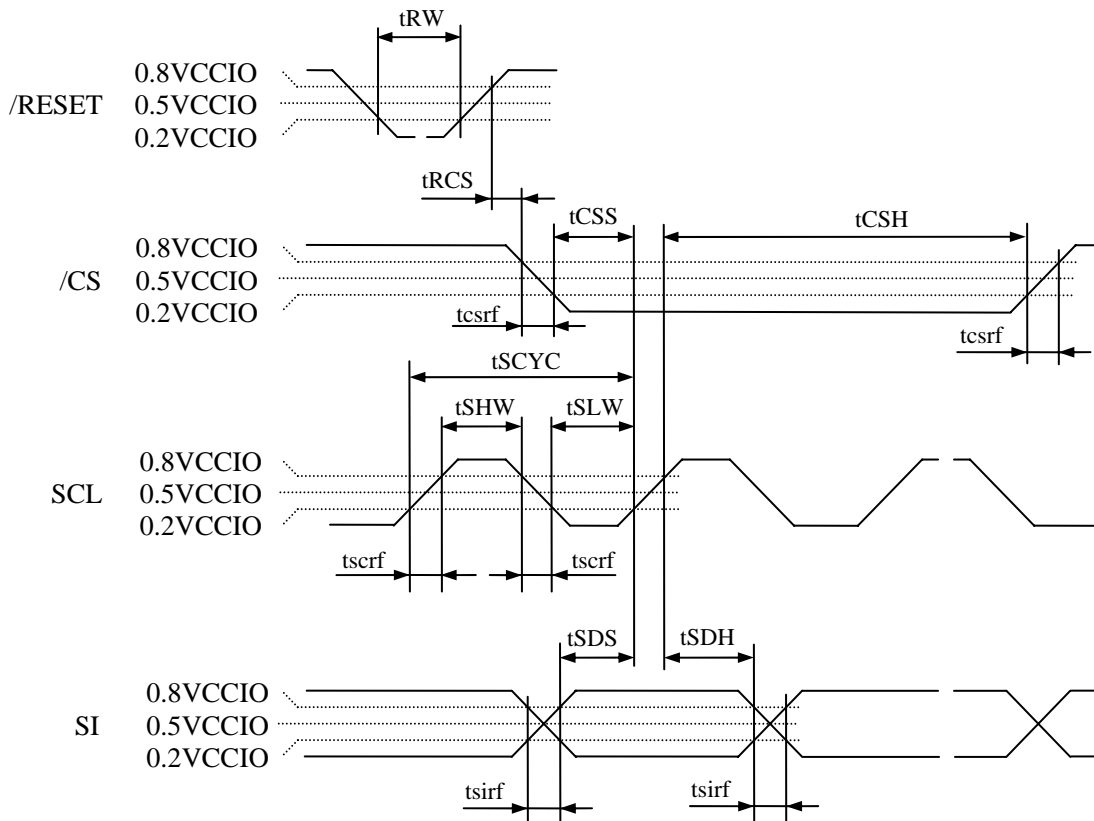 tRW
0.8VCCIO
/RESET 0.5VCCIO
0.2VCCIO
tRCS
tCSS tCSH
0.8VCCIO
/CS 0.5VCCIO
0.2VCCIO
tcsrf tcsrf
tSCYC
tSHW tSLW
0.8VCCIO
SCL 0.5VCCIO
0.2VCCIO
tscrf tscrf
tSDS tSDH
0.8VCCIO
SI 0.5VCCIO
0.2VCCIO
tsirf tsirf